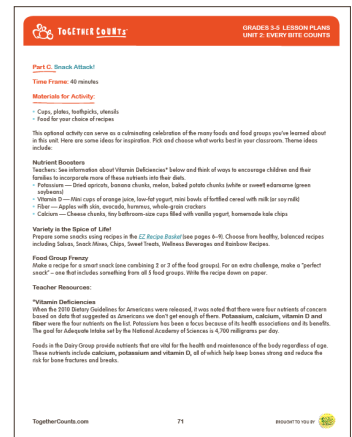 TOGETHER COUNTS
GRADES 3-5 LESSON PLANS
UNIT 2: EVERY BITE COUNTS
Part C. Snack Attack!
Time Frame: 40 minutes
Materials for Activity:
• Cups, plates, toothpicks, utensils
• Food for your choice of recipes
This optional activity can serve as a culminating celebration of the many foods and food groups you've learned about
in this unit. Here are some ideas for inspiration. Pick and choose what works best in your classroom. Theme ideas
include:
Nutrient Boosters
Teachers: See information about Vitamin Deficiencies* below and think of ways to encourage children and their
families to incorporate more of these nutrients into their diets.
• Potassium — Dried apricots, banana chunks, melon, baked potato chunks (white or sweet) edamame (green
soybeans)
• Vitamin D — Mini cups of orange juice, low-fat yogurt, mini bowls of fortified cereal with milk (or soy milk)
• Fiber — Apples with skin, avocado, hummus, whole-grain crackers
• Calcium — Cheese chunks, tiny bathroom-size cups filled with vanilla yogurt, homemade kale chips
Variety is the Spice of Life!
Prepare some snacks using recipes in the EZ Recipe Basket (see pages 6-9). Choose from healthy, balanced recipes
including Salsas, Snack Mixes, Chips, Sweet Treats, Wellness Beverages and Rainbow Recipes.
Food Group Frenzy
Make a recipe for a smart snack (one combining 2 or 3 of the food groups). For an extra challenge, make a "perfect
snack" – one that includes something from all 5 food groups. Write the recipe down on paper.
Teacher Resources:
*Vitamin Deficiencies
When the 2010 Dietary Guidelines for Americans were released, it was noted that there were four nutrients of concern
based on data that suggested as Americans we don't get enough of them. Potassium, calcium, vitamin D and
fiber were the four nutrients on the list. Potassium has been a focus because of its health associations and its benefits.
The goal for Adequate Intake set by the National Academy of Sciences is 4,700 milligrams per day.
Foods in the Dairy Group provide nutrients that are vital for the health and maintenance of the body regardless of age.
These nutrients include calcium, potassium and vitamin D, all of which help keep bones strong and reduce the
risk for bone fractures and breaks.
TogetherCounts.com
71
BROUGHT TO YOU BY